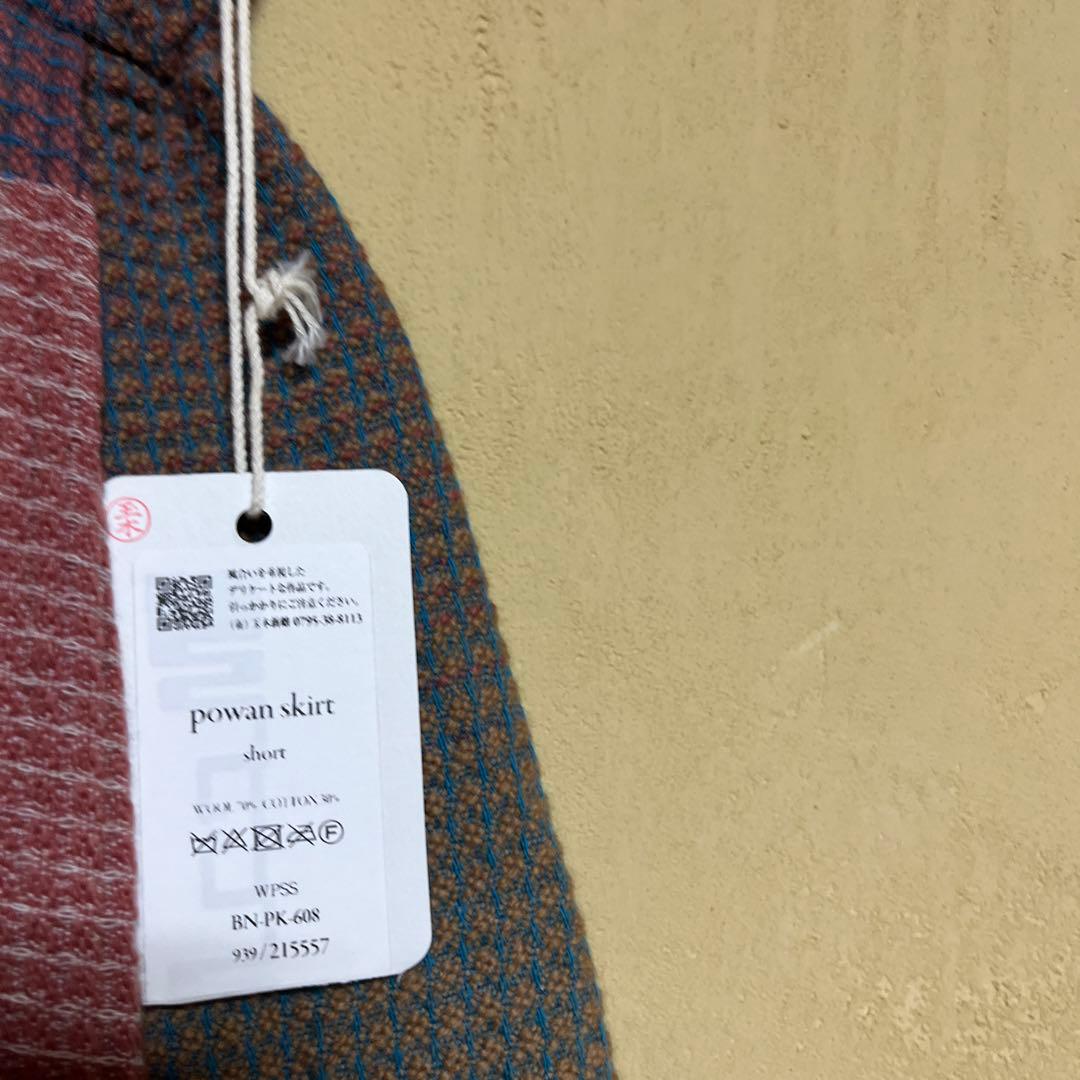 風合いを重視した
デリケートな作品です。
引っかかりにご注意ください。
(有) 玉木新雌 0795-38-8113
powan skirt
short
WOOL 70% COTTON 30%
F
WPSS
BN-PK-608
939/215557